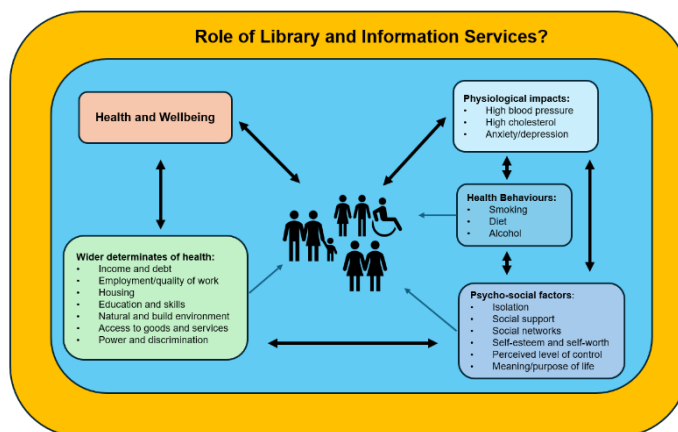 Role of Library and Information Services?
Health and Wellbeing
Physiological impacts:
• High blood pressure
• High cholesterol
• Anxiety/depression
Health Behaviours:
• Smoking
• Diet
• Alcohol
Wider determinates of health:
• Income and debt
• Employment/quality of work
• Housing
• Education and skills
• Natural and build environment
• Access to goods and services
• Power and discrimination
Psycho-social factors:
• Isolation
• Social support
• Social networks
• Self-esteem and self-worth
• Perceived level of control
• Meaning/purpose of life